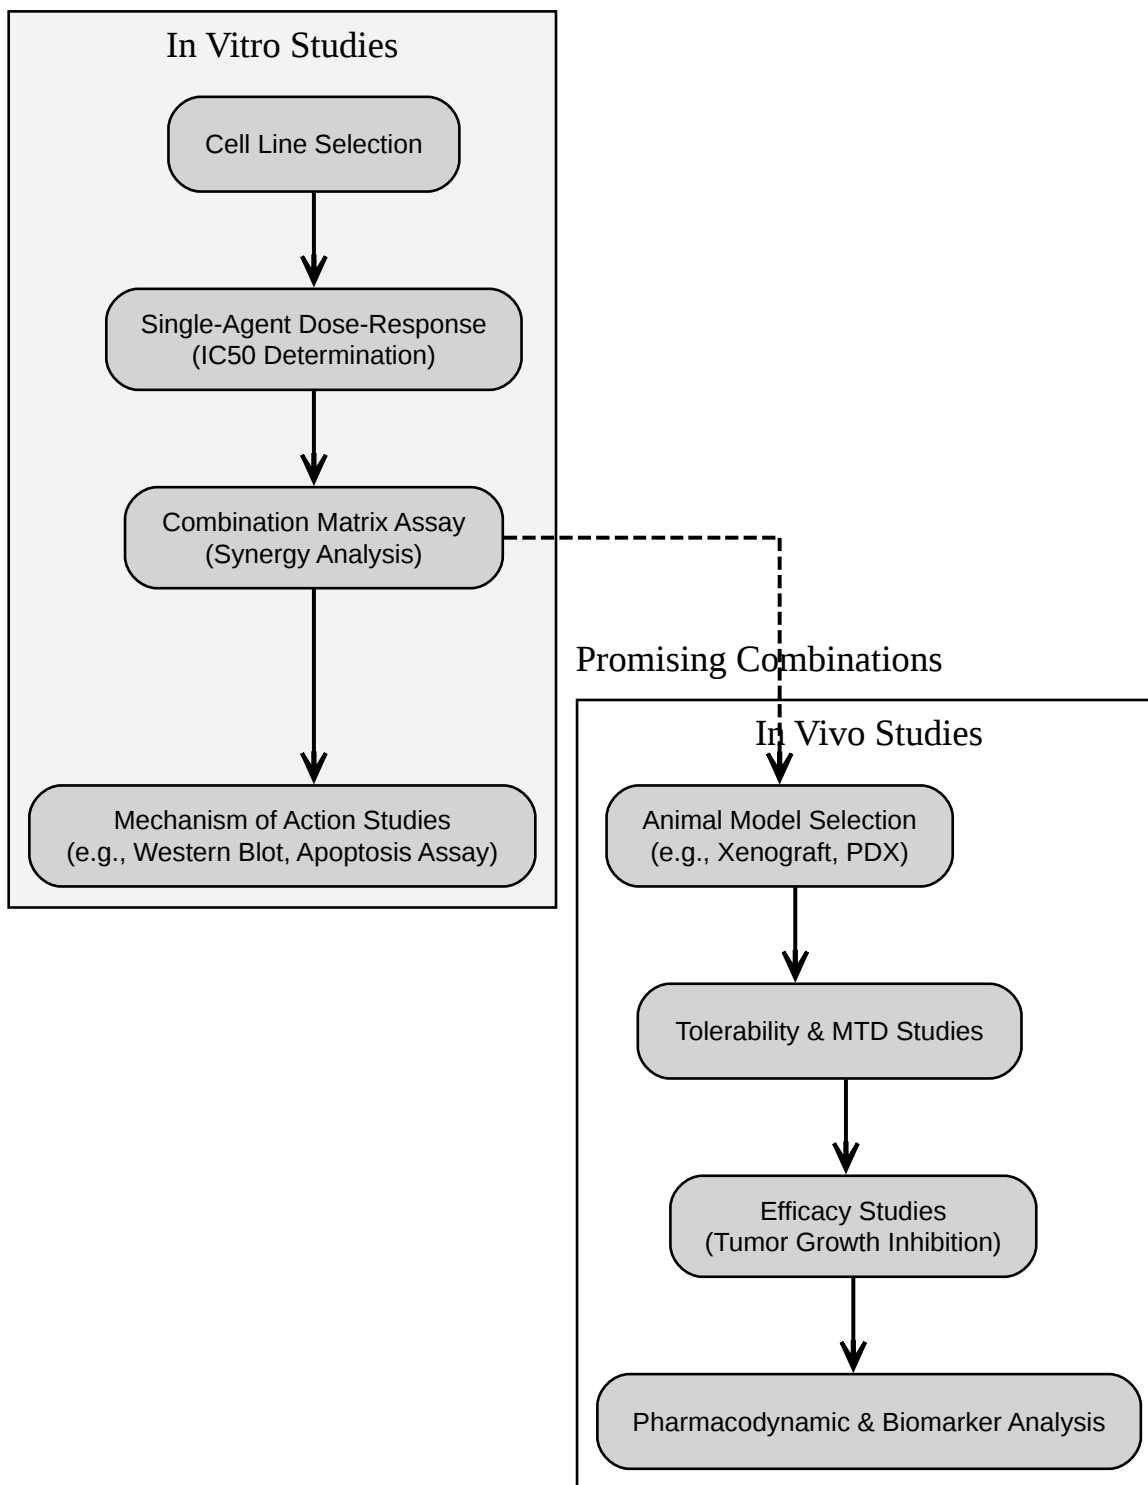 In Vitro Studies
Cell Line Selection
Single-Agent Dose-Response
(IC50 Determination)
Combination Matrix Assay
(Synergy Analysis)
Mechanism of Action Studies
(e.g., Western Blot, Apoptosis Assay)
Promising Combinations
In Vivo Studies
Animal Model Selection
(e.g., Xenograft, PDX)
Tolerability & MTD Studies
Efficacy Studies
(Tumor Growth Inhibition)
Pharmacodynamic & Biomarker Analysis